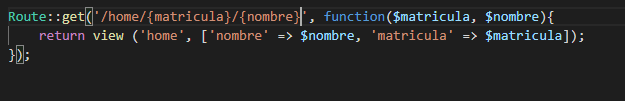 Route::get('/home/{matricula}/{nombre}', function($matricula, $nombre){
return view ('home', ['nombre' => $nombre, 'matricula' => $matricula]);
});